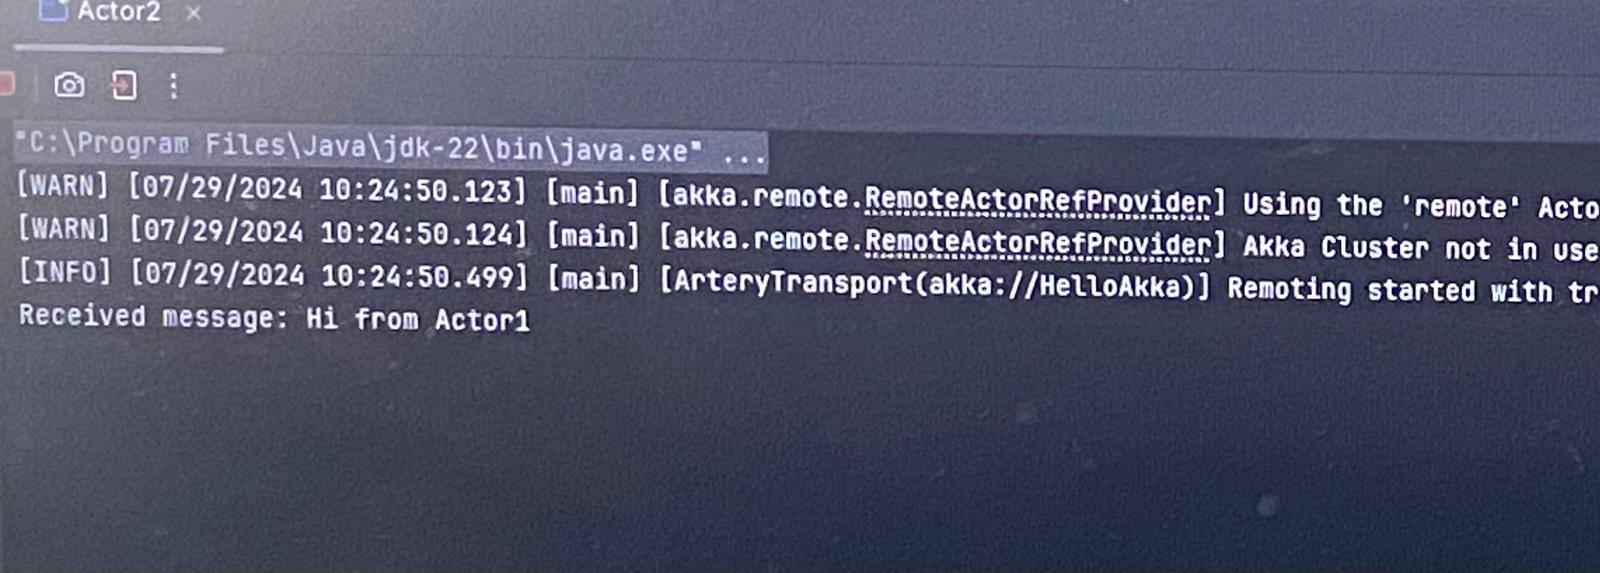 Actor2
"C:\Program Files\Java\jdk-22\bin\java.exe" ...
[WARN] [07/29/2024 10:24:50.123] [main] [akka.remote.RemoteActorRefProvider] Using the 'remote' Acto
[WARN] [07/29/2024 10:24:50.124] [main] [akka.remote.RemoteActorRefProvider] Akka Cluster not in use
[INFO] [07/29/2024 10:24:50.499] [main] [ArteryTransport(akka://HelloAkka)] Remoting started with tr
Received message: Hi from Actor1